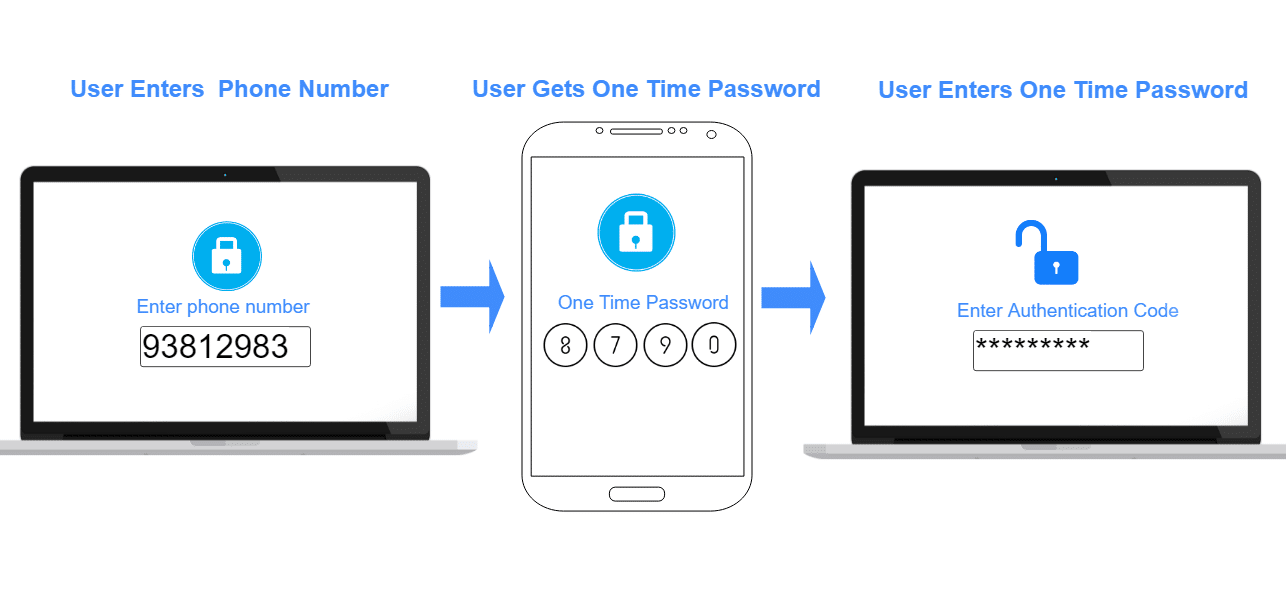 User Enters  Phone Number
Enter phone number
93812983
User Gets One Time Password
One Time Password
8 7 9 0
User Enters One Time Password
Enter Authentication Code
*********